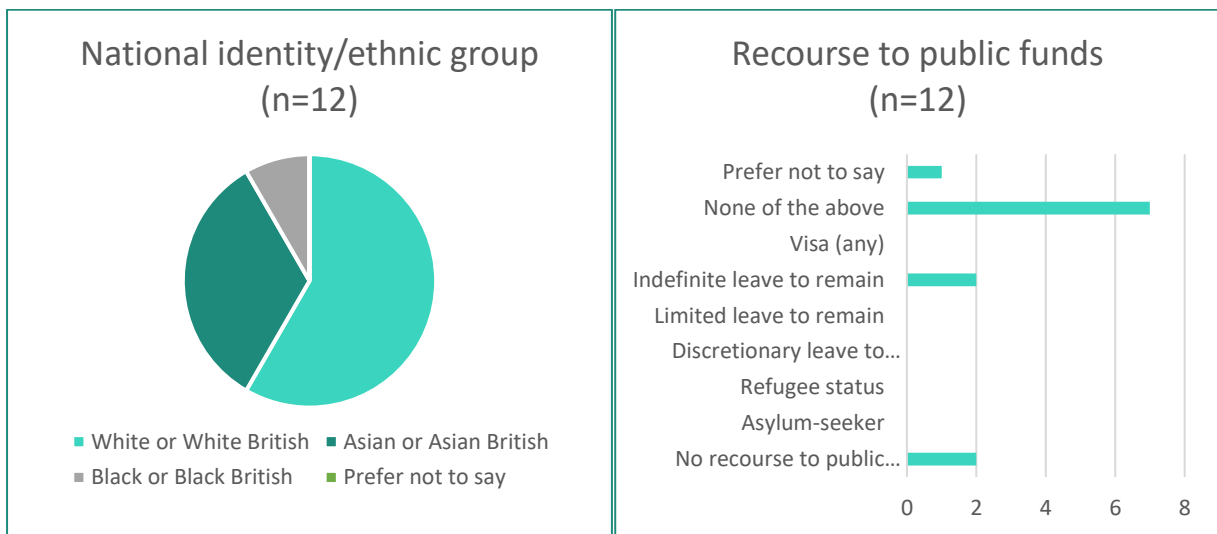 National identity/ethnic group
(n=12)
White or White British
Asian or Asian British
Black or Black British
Prefer not to say
Recourse to public funds
(n=12)
Prefer not to say
None of the above
Visa (any)
Indefinite leave to remain
Limited leave to remain
Discretionary leave to...
Refugee status
Asylum-seeker
No recourse to public...
0 2 4 6 8